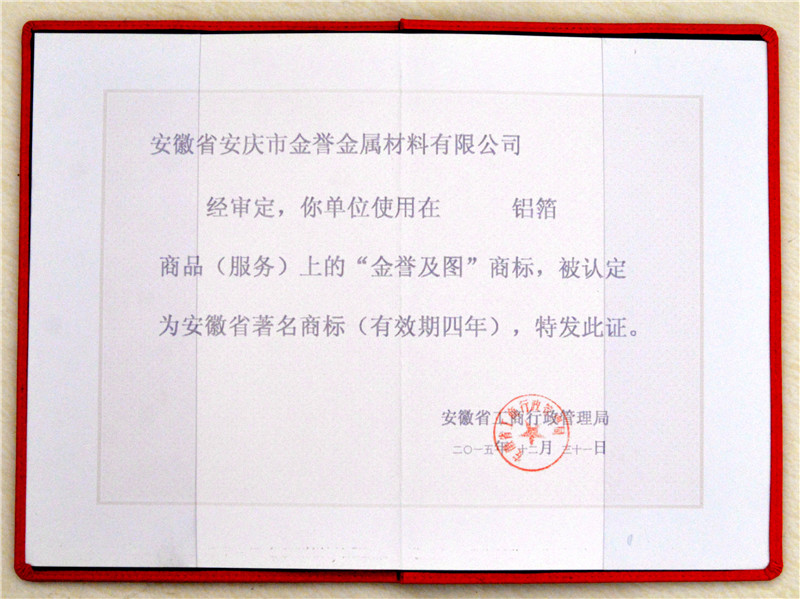 安徽省安庆市金誉金属材料有限公司
经审定，你单位使用在 铝箔
商品（服务）上的“金誉及图”商标，被认定
为安徽省著名商标（有效期四年），特发此证。
安徽省工商行政管理局
二〇一五年 十二月 三十一日